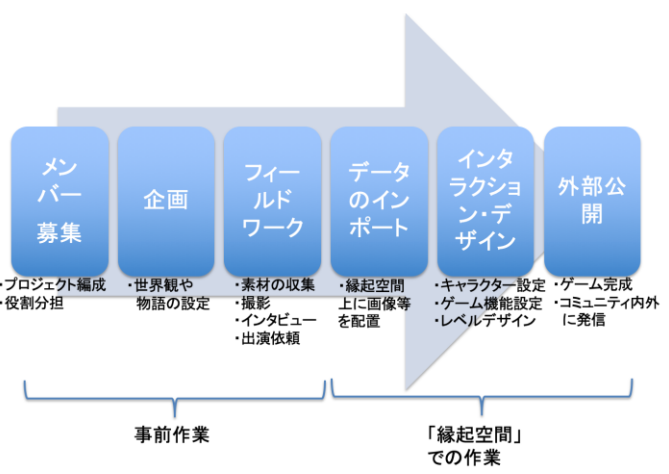 メン
バー
募集
企画
フィー
ルド
ワーク
データ
のイン
ポート
インタ
ラクショ
ン・デ
ザイン
外部公
開
・プロジェクト編成
・役割分担
・世界観や
物語の設定
・素材の収集
・撮影
・インタビュー
・出演依頼
・縁起空間
上に画像等
を配置
・キャラクター設定
・ゲーム機能設定
・レベルデザイン
・ゲーム完成
・コミュニティ内外
に発信
事前作業
「縁起空間」
での作業